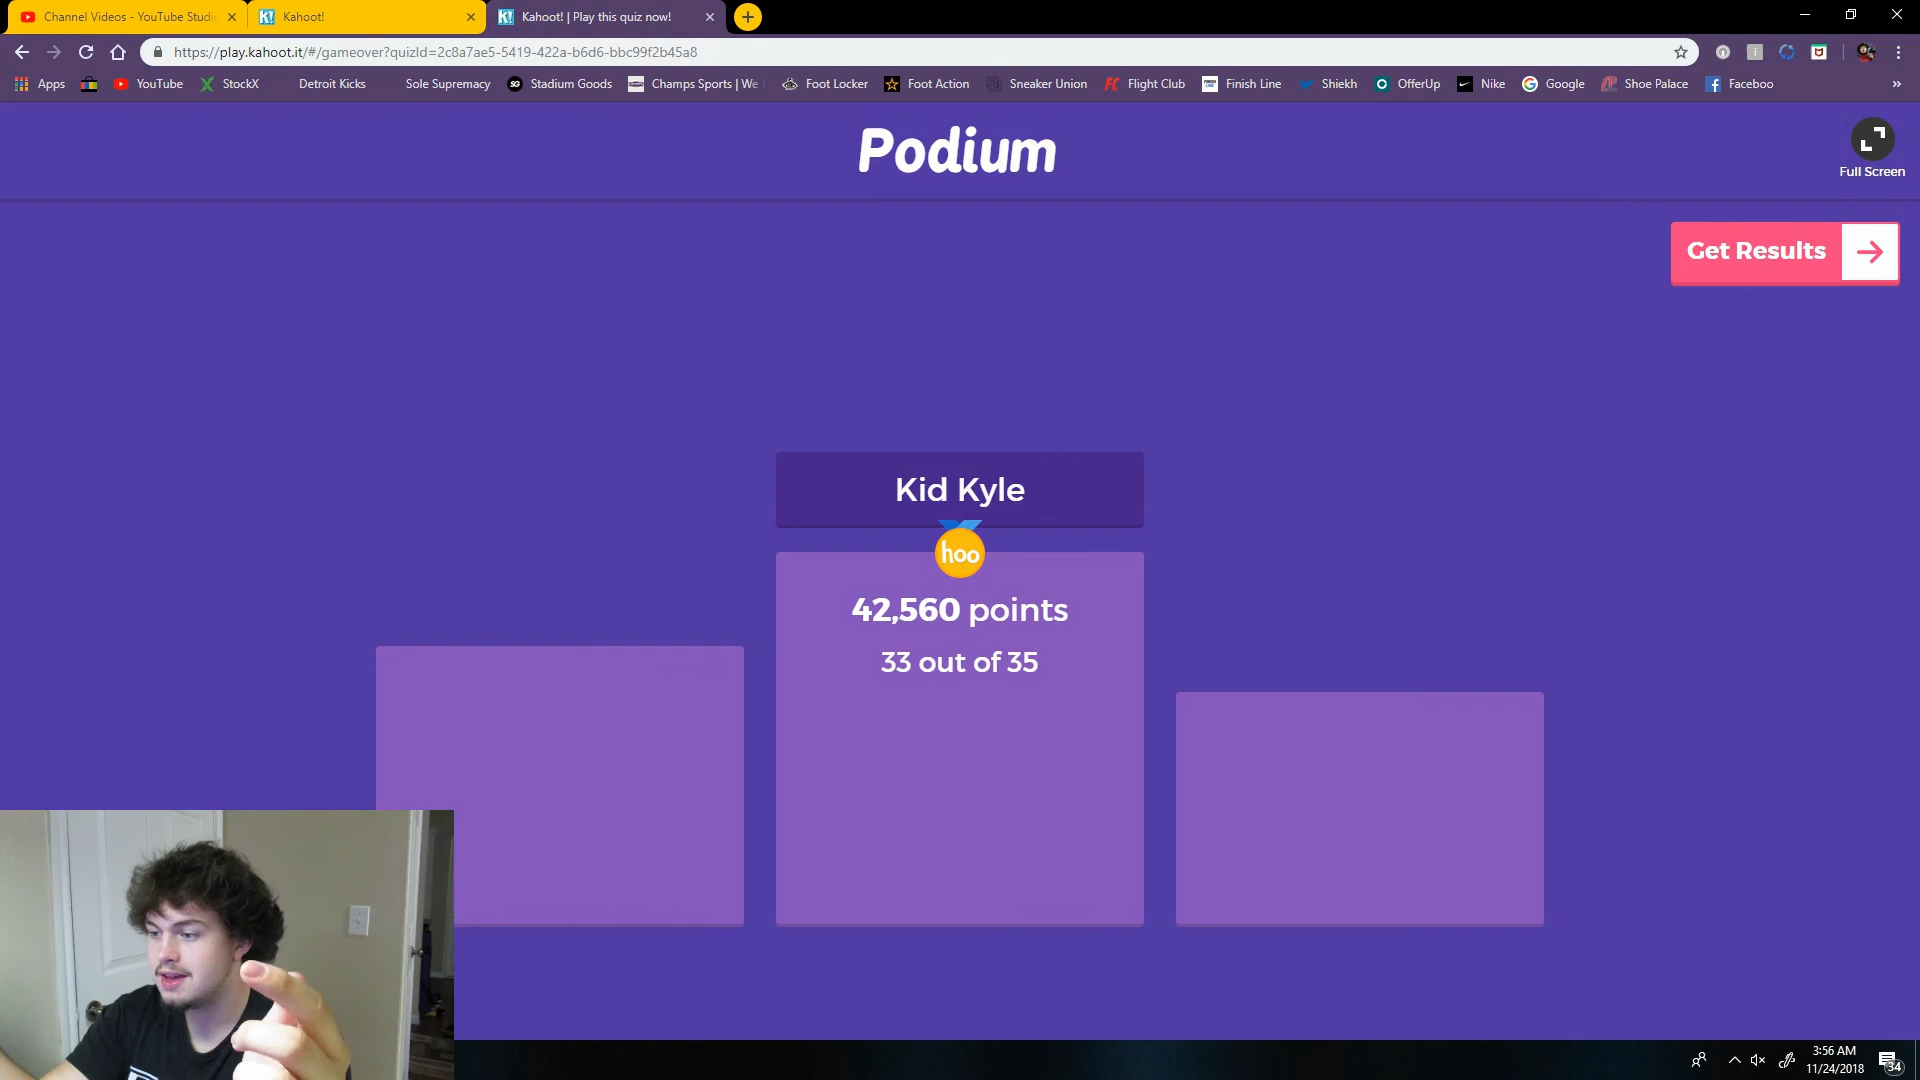 Channel Videos - YouTube Studi
Kahoot!
Kahoot! | Play this quiz now!
https://play.kahoot.it/#/gameover?quizId=2c8a7ae5-5419-422a-b6d6-bbc99f2b45a8
Apps YouTube StockX Detroit Kicks Sole Supremacy SG Stadium Goods Champs Sports | We Foot Locker Foot Action Sneaker Union FC Flight Club Finish Line Shiekh OfferUp Nike Google Shoe Palace Faceboo »
Podium
Full Screen
Get Results
Kid Kyle
hoo
42,560 points
33 out of 35
3:56 AM
11/24/2018
34